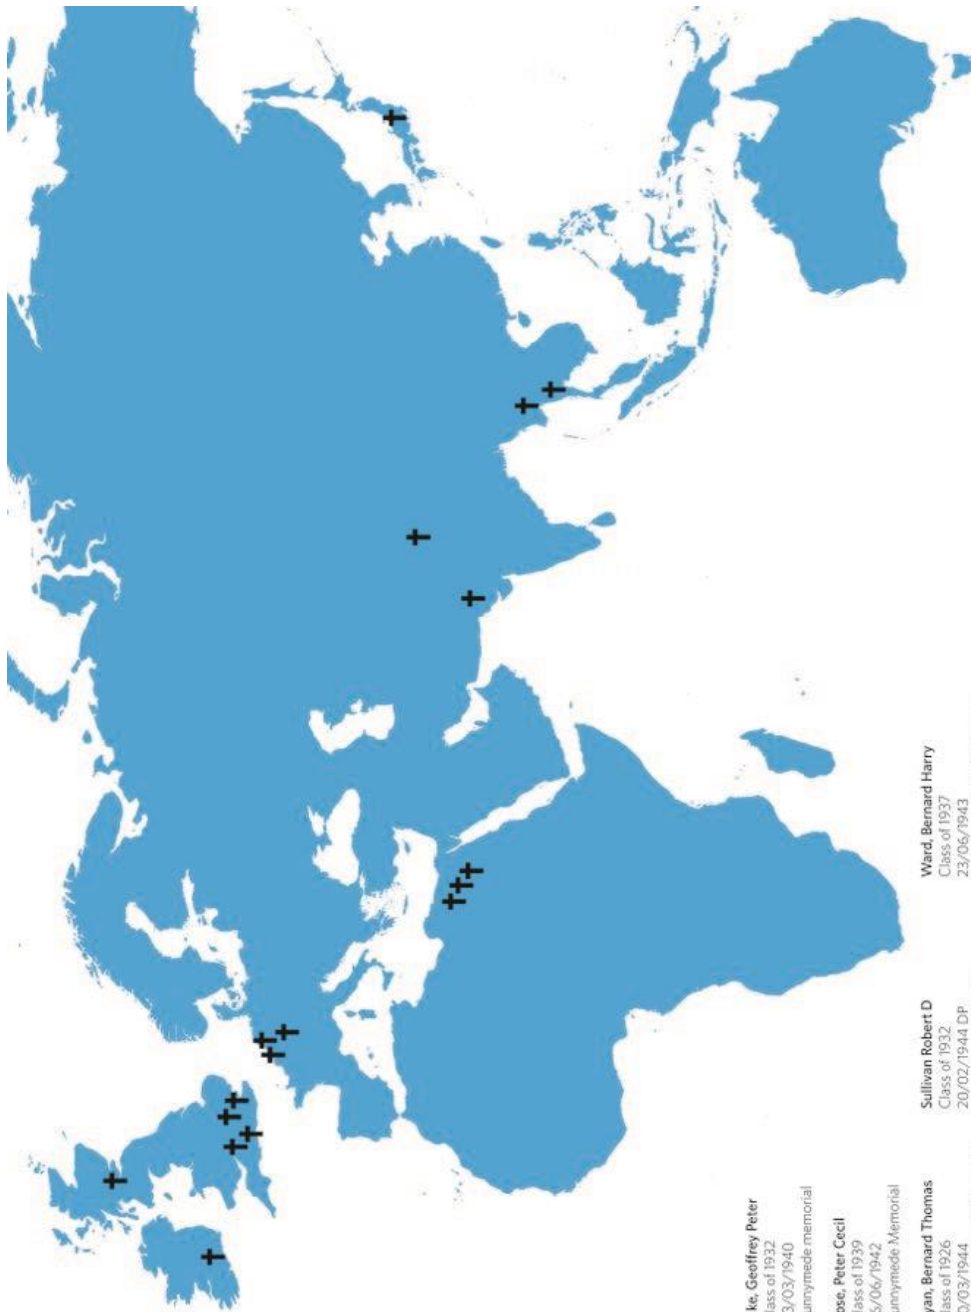 ke, Geoffrey Peter
lass of 1932
/03/1940
unnymede memorial
ose, Peter Cecil
lass of 1939
/06/1942
unnymede Memorial
yan, Bernard Thomas
lass of 1926
/03/1944
Sullivan Robert D
Class of 1932
20/02/1944 DP
Ward, Bernard Harry
Class of 1937
23/06/1943